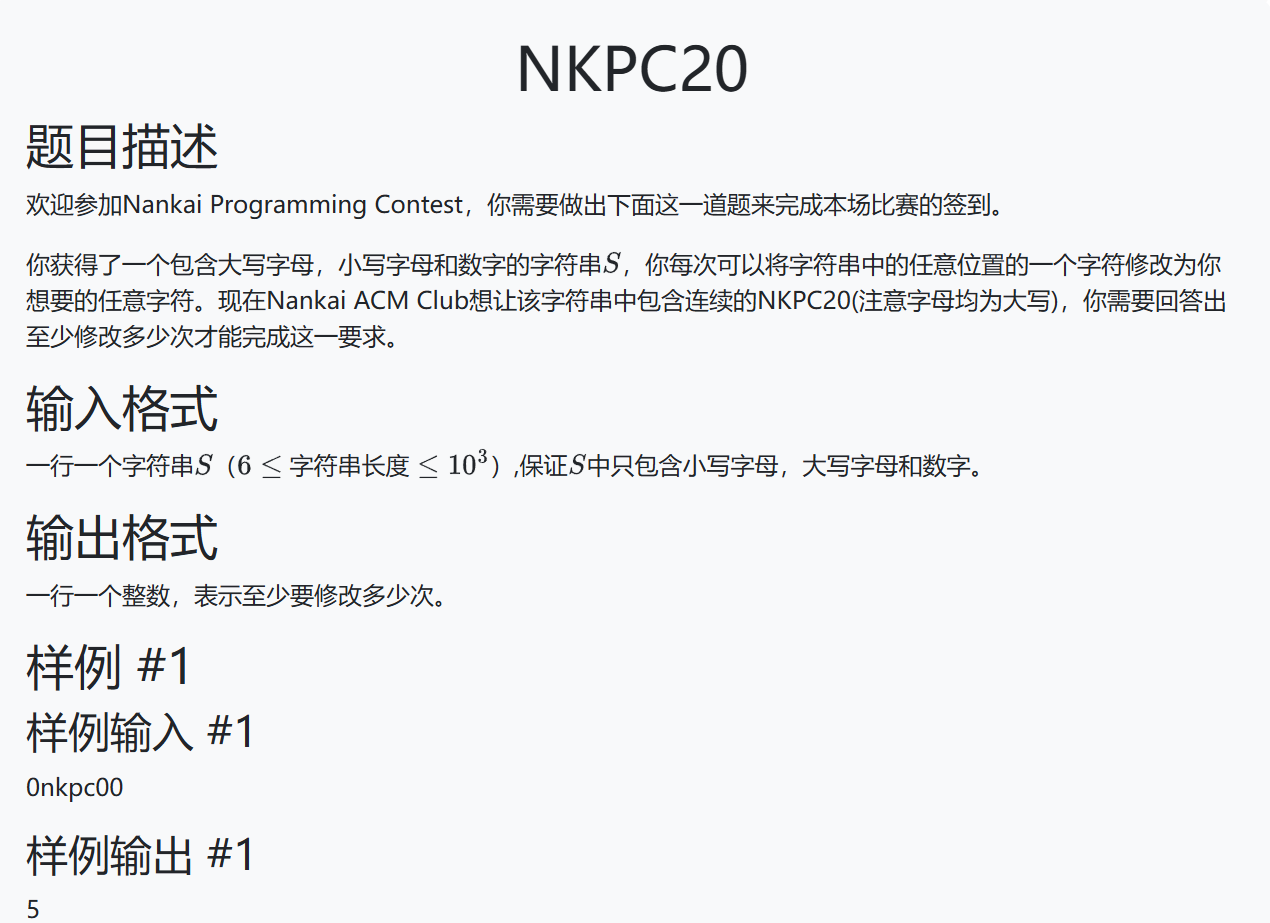 NKPC20
题目描述
欢迎参加Nankai Programming Contest，你需要做出下面这一道题来完成本场比赛的签到。
你获得了一个包含大写字母，小写字母和数字的字符串S，你每次可以将字符串中的任意位置的一个字符修改为你
想要的任意字符。现在Nankai ACM Club想让该字符串中包含连续的NKPC20(注意字母均为大写)，你需要回答出
至少修改多少次才能完成这一要求。
输入格式
一行一个字符串S（6 ≤ 字符串长度 ≤ 10³）,保证S中只包含小写字母，大写字母和数字。
输出格式
一行一个整数，表示至少要修改多少次。
样例 #1
样例输入 #1
0nkpc00
样例输出 #1
5